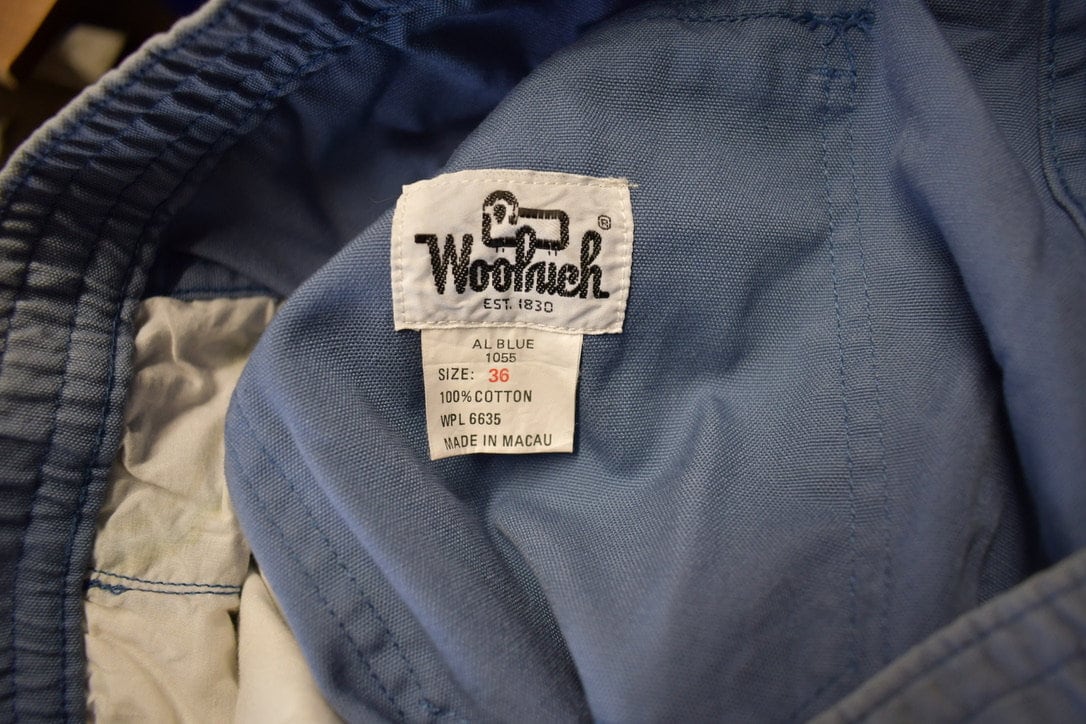 ®
Woolrich
EST. 1830
AL BLUE
1055
SIZE: 36
100% COTTON
WPL 6635
MADE IN MACAU